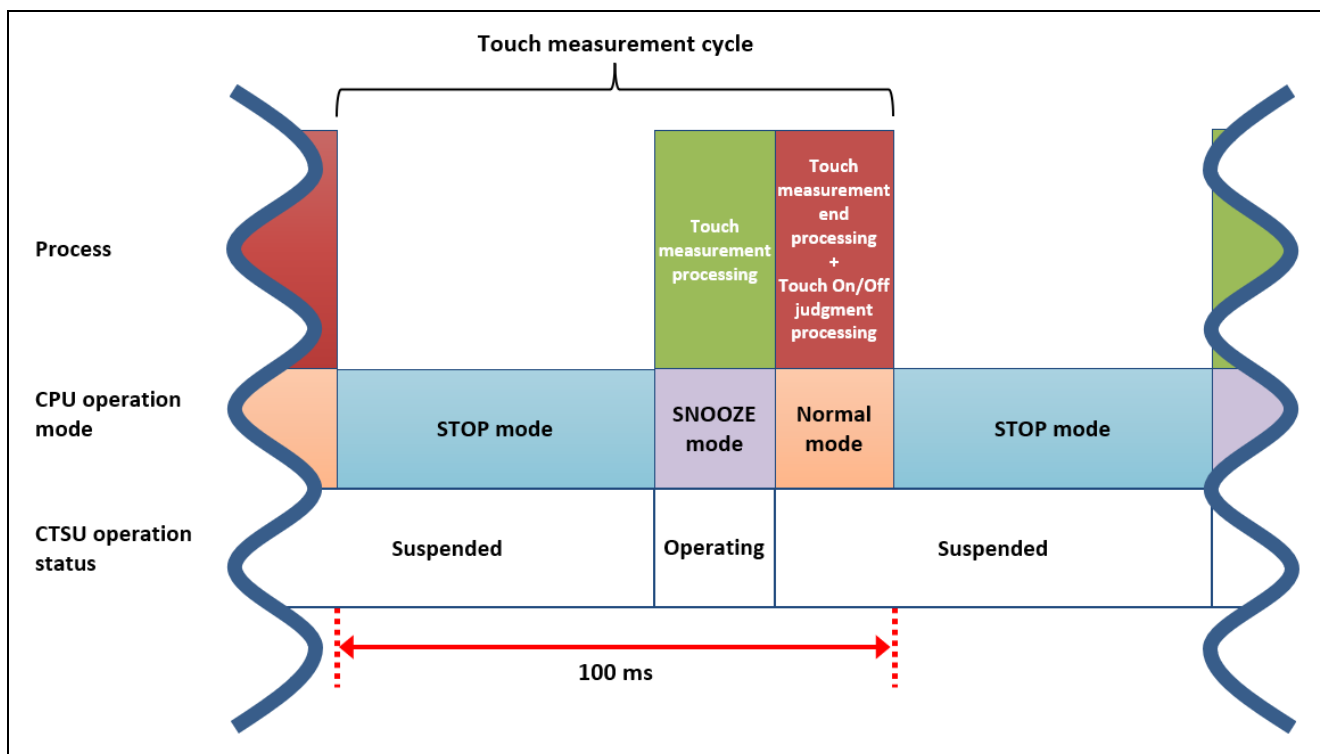 Touch measurement cycle
Process
Touch
measurement
processing
Touch
measurement
end
processing
+
Touch On/Off
judgment
processing
CPU operation
mode
STOP mode
SNOOZE
mode
Normal
mode
STOP mode
CTSU operation
status
Suspended
Operating
Suspended
100 ms